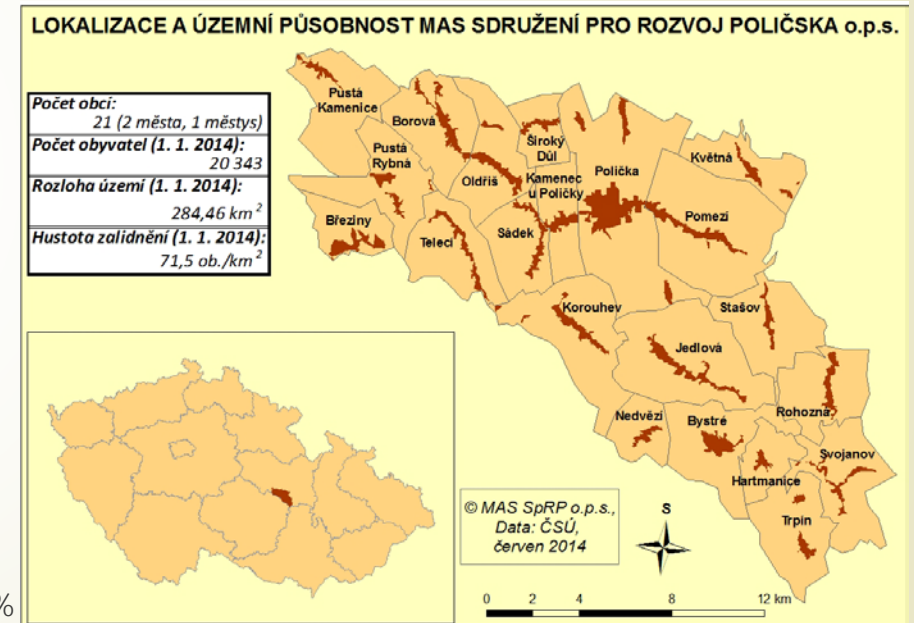 LOKALIZACE A ÚZEMNÍ PŮSOBNOST MAS SDRUŽENÍ PRO ROZVOJ POLIČSKA o.p.s.
Počet obcí:
21 (2 města, 1 městys)
Počet obyvatel (1. 1. 2014):
20 343
Rozloha území (1. 1. 2014):
284,46 km²
Hustota zalidnění (1. 1. 2014):
71,5 ob./km²
Pustá
Kamenice
Borová
Široký
Důl
Pustá
Rybná
Oldřiš
Kamenec
u Poličky
Polička
Květná
Březiny
Telecí
Sádek
Pomezí
Korouhev
Stašov
Jedlová
Nedvězí
Bystré
Rohozná
Hartmanice
Svojanov
Trpín
© MAS SpRP o.p.s.,
Data: ČSÚ,
červen 2014
S
0 2 4 8 12 km
%